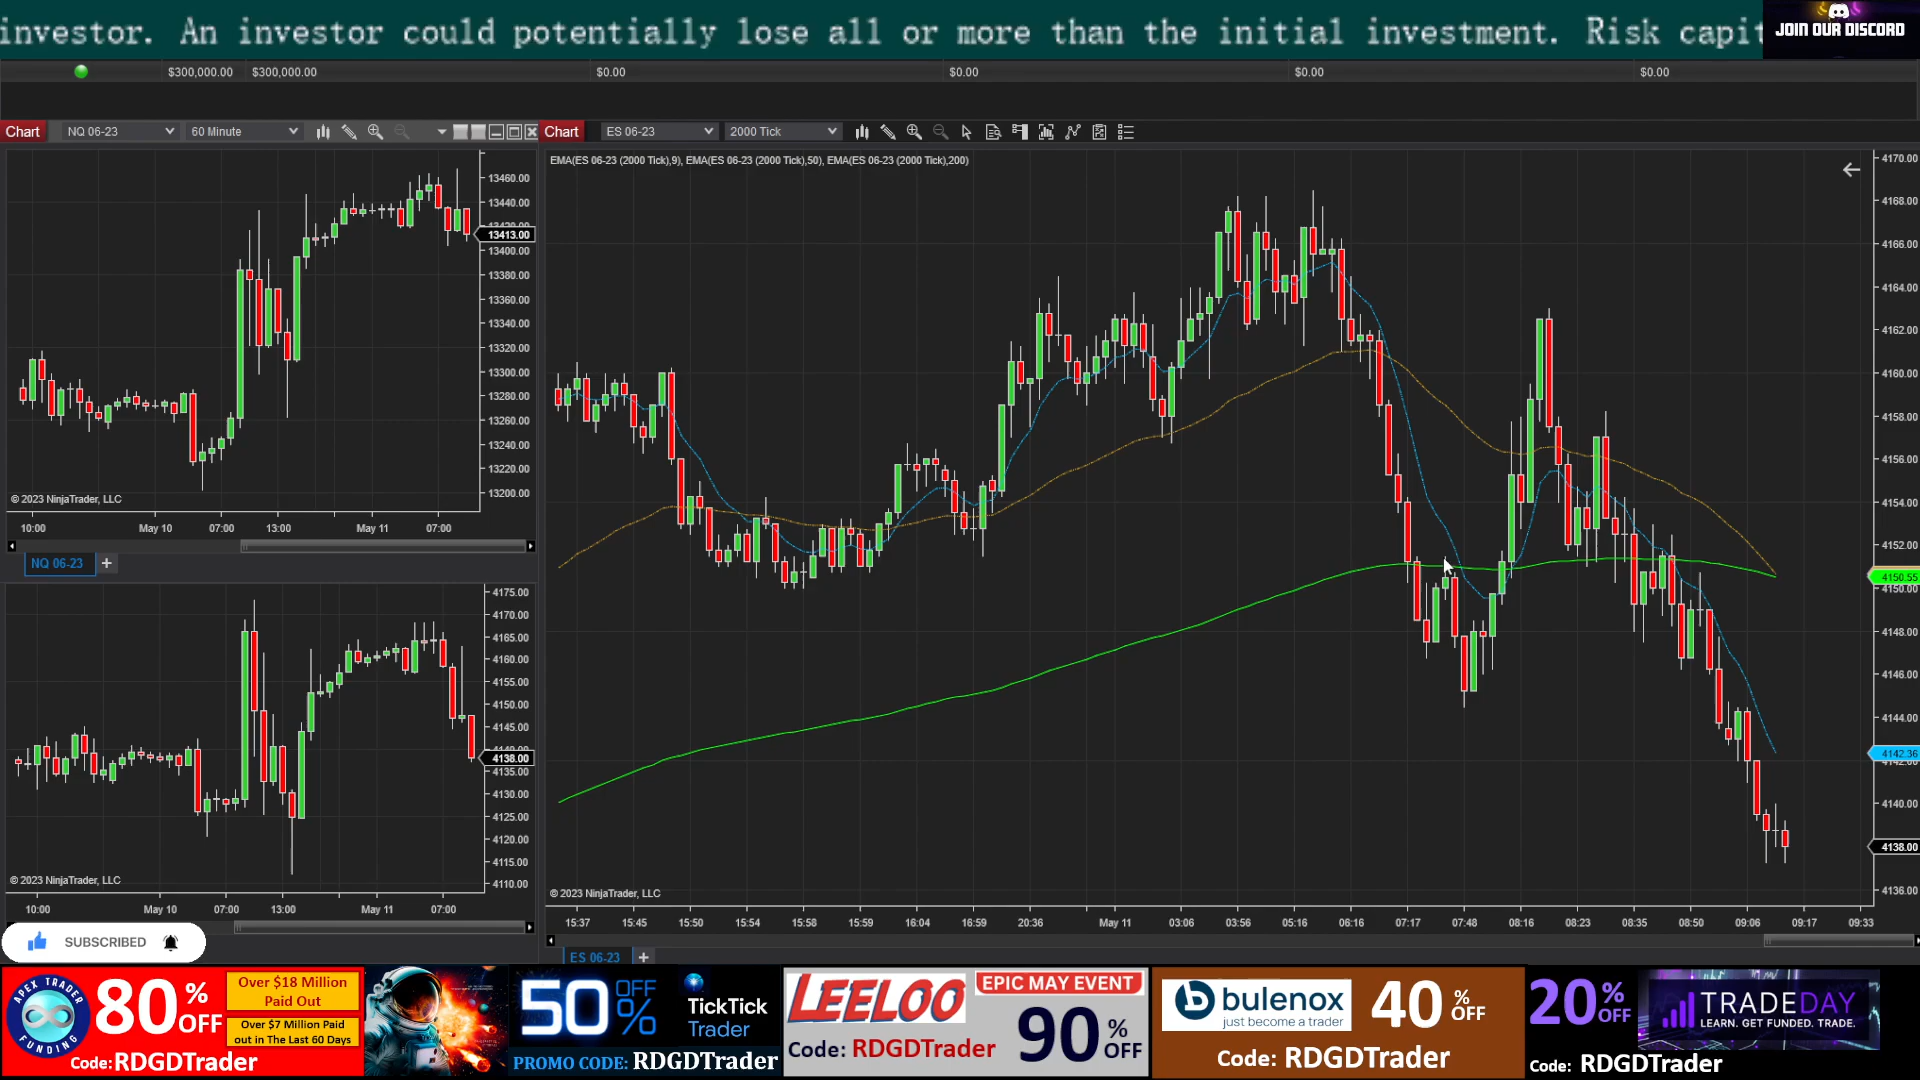 investor. An investor could potentially lose all or more than the initial investment. Risk capit
JOIN OUR DISCORD
$300,000.00 $300,000.00 $0.00 $0.00 $0.00 $0.00
Chart NQ 06-23 60 Minute
Chart ES 06-23 2000 Tick
EMA(ES 06-23 (2000 Tick),9), EMA(ES 06-23 (2000 Tick),50), EMA(ES 06-23 (2000 Tick),200)
13460.00
13440.00
13413.00
13400.00
13380.00
13360.00
13340.00
13320.00
13300.00
13280.00
13260.00
13240.00
13220.00
13200.00
© 2023 NinjaTrader, LLC
10:00 May 10 07:00 13:00 May 11 07:00
NQ 06-23 +
4175.00
4170.00
4165.00
4160.00
4155.00
4150.00
4145.00
4138.00
4135.00
4130.00
4125.00
4120.00
4115.00
4110.00
© 2023 NinjaTrader, LLC
10:00 May 10 07:00 13:00 May 11 07:00
4170.00
4168.00
4166.00
4164.00
4162.00
4160.00
4158.00
4156.00
4154.00
4152.00
4150.55
4150.00
4148.00
4146.00
4144.00
4142.36
4142.00
4140.00
4138.00
4136.00
© 2023 NinjaTrader, LLC
15:37 15:45 15:50 15:54 15:58 15:59 16:04 16:59 20:36 May 11 03:06 03:56 05:16 06:16 07:17 07:48 08:16 08:23 08:35 08:50 09:06 09:17 09:33
ES 06-23 +
SUBSCRIBED
APEX TRADER FUNDING
80% OFF
Over $18 Million
Paid Out
Over $7 Million Paid
out in The Last 60 Days
Code:RDGDTrader
50% OFF
TickTick
Trader
PROMO CODE: RDGDTrader
LEELOO
EPIC MAY EVENT
90% OFF
Code: RDGDTrader
bulenox
just become a trader
40% OFF
Code: RDGDTrader
20% OFF
TRADEDAY
LEARN. GET FUNDED. TRADE.
Code: RDGDTrader